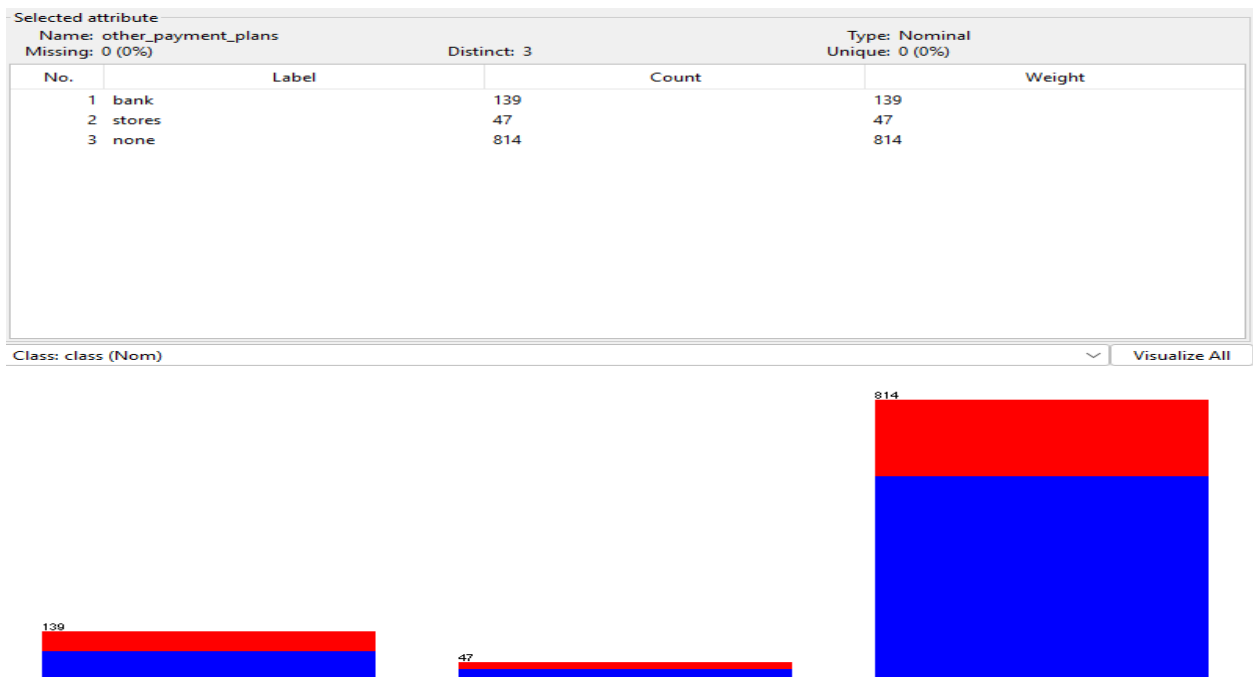 Selected attribute
Name: other_payment_plans Type: Nominal
Missing: 0 (0%) Distinct: 3 Unique: 0 (0%)
No. Label Count Weight
1 bank 139 139
2 stores 47 47
3 none 814 814
Class: class (Nom) Visualize All
814
139
47